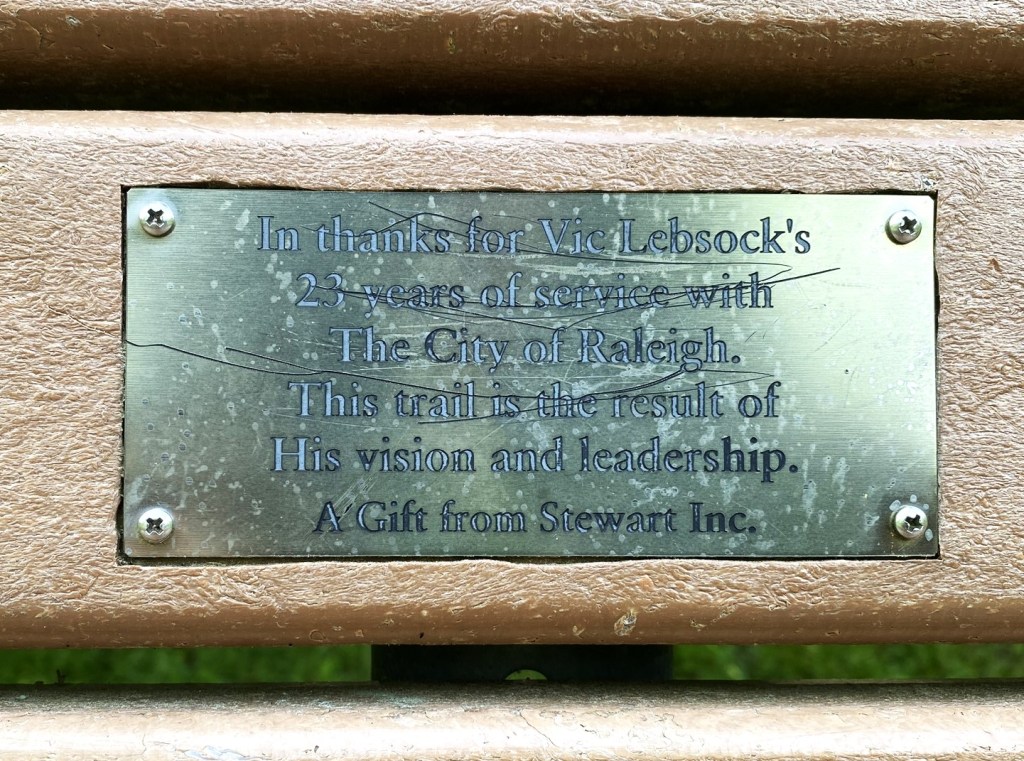 In thanks for Vic Lebsock's
23 years of service with
The City of Raleigh.
This trail is the result of
His vision and leadership.
A Gift from Stewart Inc.